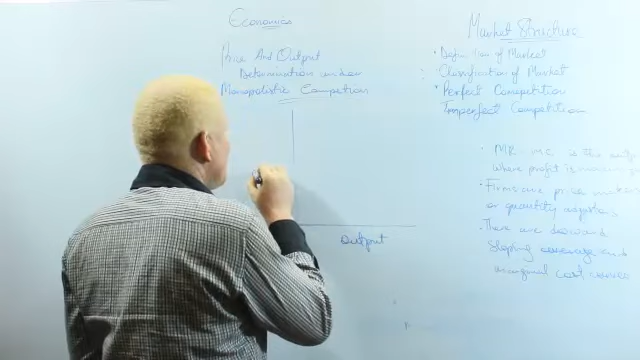 Economics
Price And Output
Determination under
Monopolistic Competition
Output
Market Structure
Definition of Market
Classification of Market
Perfect Competition
Imperfect Competition
MR = MC is the
where profit is
Firms are price
or quantity adjusters
There are downward
Sloping average and
marginal cost